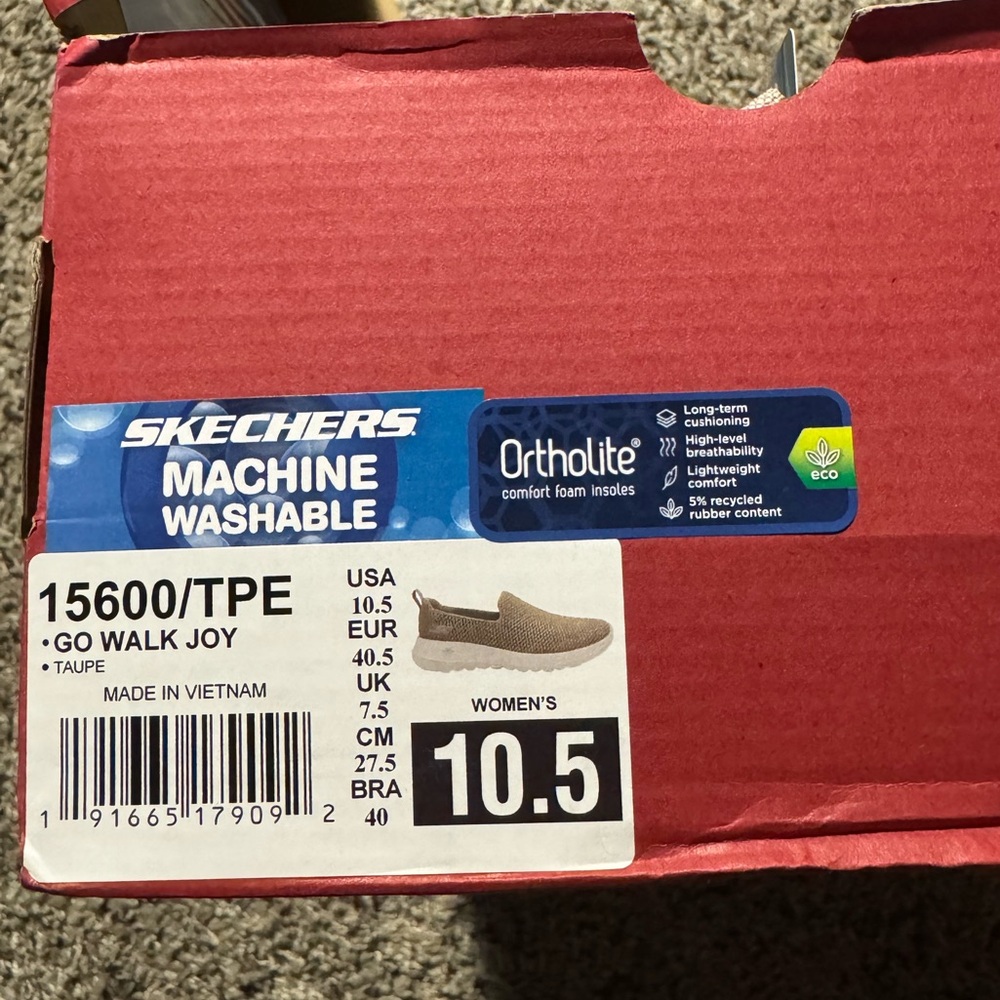 SKECHERS
MACHINE
WASHABLE
Ortholite®
comfort foam insoles
Long-term
cushioning
High-level
breathability
Lightweight
comfort
5% recycled
rubber content
eco
15600/TPE
• GO WALK JOY
• TAUPE
MADE IN VIETNAM
1 91665 17909 2
USA
10.5
EUR
40.5
UK
7.5
CM
27.5
BRA
40
WOMEN'S
10.5